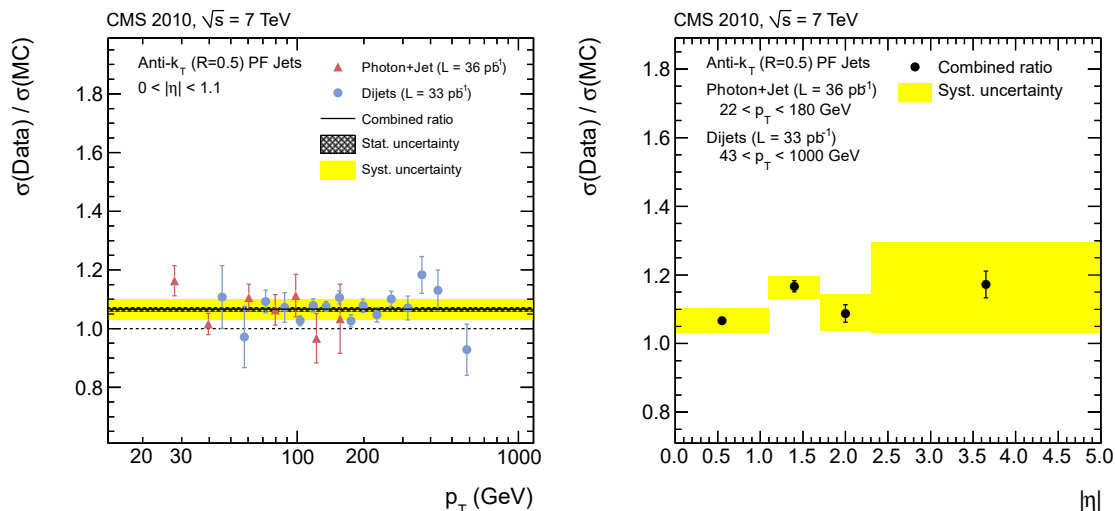 CMS 2010, √s = 7 TeV
σ(Data) / σ(MC)
Anti-k_T (R=0.5) PF Jets
0 < |η| < 1.1
Photon+Jet (L = 36 pb⁻¹)
Dijets (L = 33 pb⁻¹)
Combined ratio
Stat. uncertainty
Syst. uncertainty
1.8
1.6
1.4
1.2
1.0
0.8
20 30 100 200 1000
p_T (GeV)
CMS 2010, √s = 7 TeV
σ(Data) / σ(MC)
Anti-k_T (R=0.5) PF Jets
Photon+Jet (L = 36 pb⁻¹)
22 < p_T < 180 GeV
Dijets (L = 33 pb⁻¹)
43 < p_T < 1000 GeV
Combined ratio
Syst. uncertainty
1.8
1.6
1.4
1.2
1.0
0.8
0.0 0.5 1.0 1.5 2.0 2.5 3.0 3.5 4.0 4.5 5.0
|η|